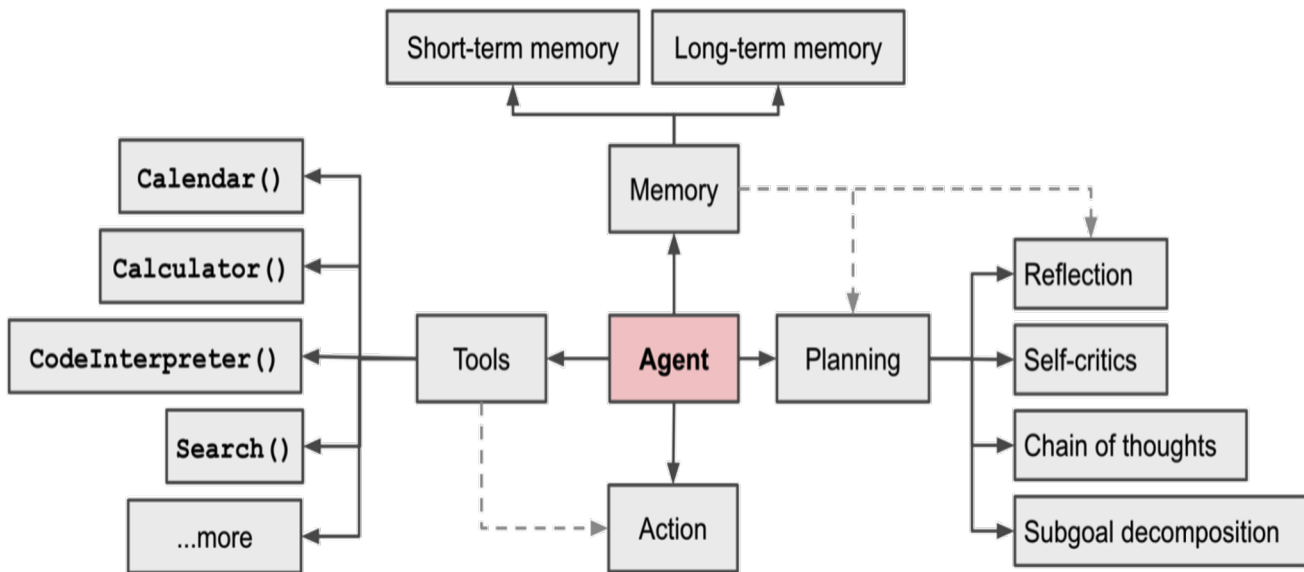 Short-term memory
Long-term memory
Calendar()
Memory
Calculator()
Reflection
CodeInterpreter()
Tools
Agent
Planning
Self-critics
Search()
Chain of thoughts
...more
Action
Subgoal decomposition